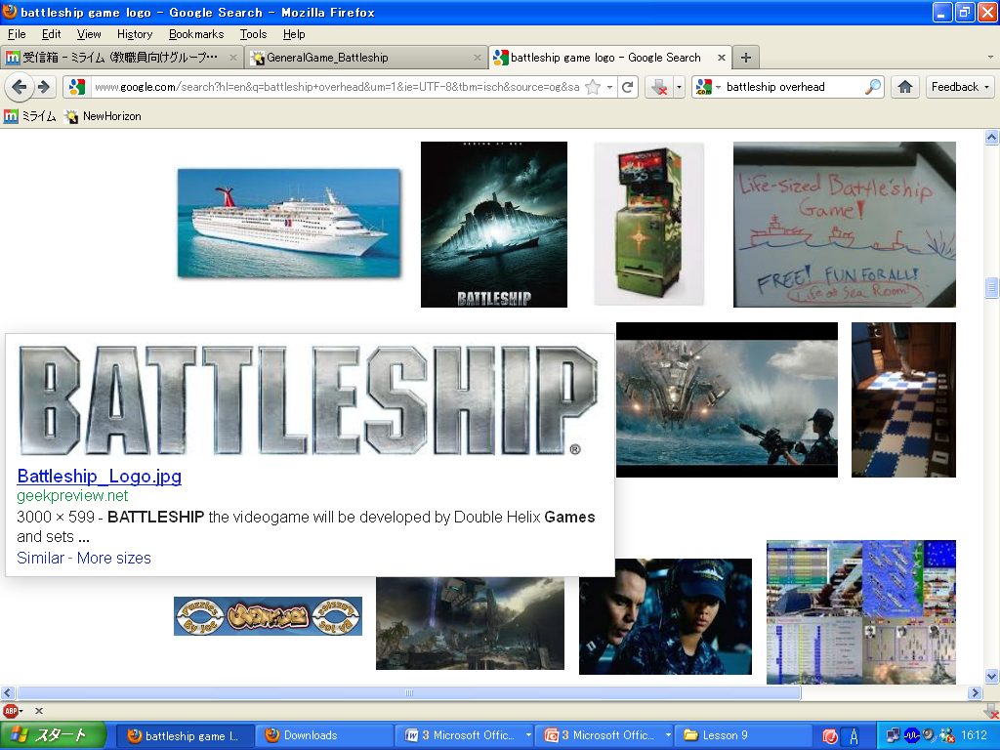 battleship game logo - Google Search - Mozilla Firefox
File Edit View History Bookmarks Tools Help
受信箱 - ミライム (教職員向けグループ…
GeneralGame_Battleship
battleship game logo - Google Search
www.google.com/search?hl=en&q=battleship+overhead&um=1&ie=UTF-8&tbm=isch&source=og&sa
battleship overhead
Feedback
ミライム NewHorizon
BATTLESHIP
Life-sized Battleship
Game!
FREE! FUN FOR ALL!
Life at Sea Room!
BATTLESHIP®
Battleship_Logo.jpg
geekpreview.net
3000 × 599 - BATTLESHIP the videogame will be developed by Double Helix Games
and sets ...
Similar - More sizes
ABP
スタート
battleship game l...
Downloads
3 Microsoft Offic...
3 Microsoft Offic...
Lesson 9
A
16:12